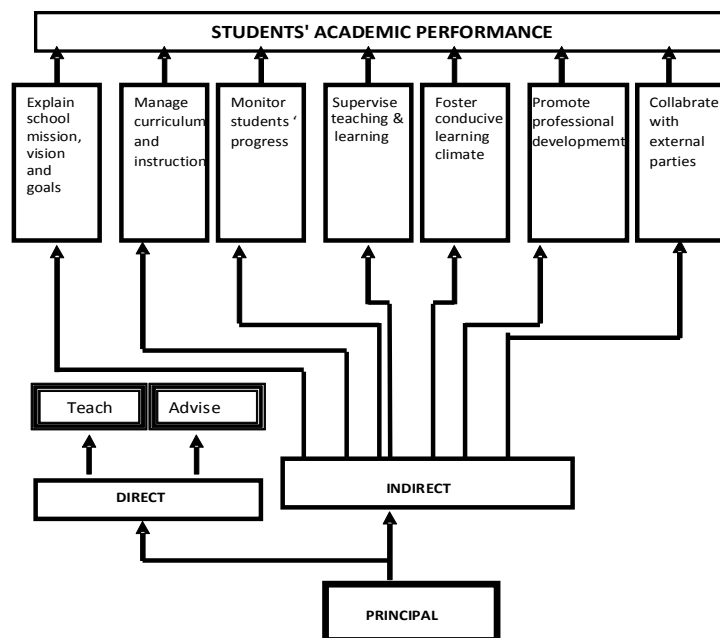 STUDENTS' ACADEMIC PERFORMANCE
Explain
school
mission,
vision
and
goals
Manage
curriculum
and
instruction
Monitor
students ‘
progress
Supervise
teaching &
learning
Foster
conducive
learning
climate
Promote
professional
developmemt
Collabrate
with
external
parties
Teach
Advise
DIRECT
INDIRECT
PRINCIPAL